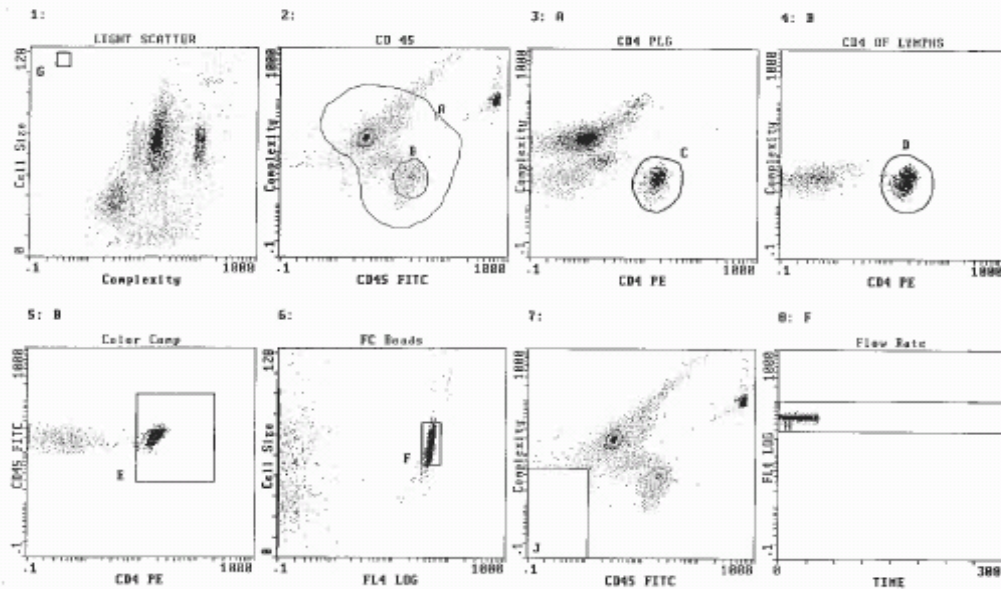 1:
LIGHT SCATTER
120
G
Cell Size
0
.1
1000
Complexity
2:
CD 45
1000
A
B
Complexity
.1
.1
1000
CD45 FITC
3: A
CD4 PLG
1000
C
Complexity
.1
.1
1000
CD4 PE
4: B
CD4 OF LYMPHS
1000
D
Complexity
.1
.1
1000
CD4 PE
5: B
Color Comp
1000
E
CD45 FITC
.1
.1
1000
CD4 PE
6:
FC Beads
120
F
Cell Size
0
.1
1000
FL4 LOG
7:
1000
J
Complexity
.1
.1
1000
CD45 FITC
8: F
Flow Rate
1000
H
FL4 LOG
.1
0
300
TIME